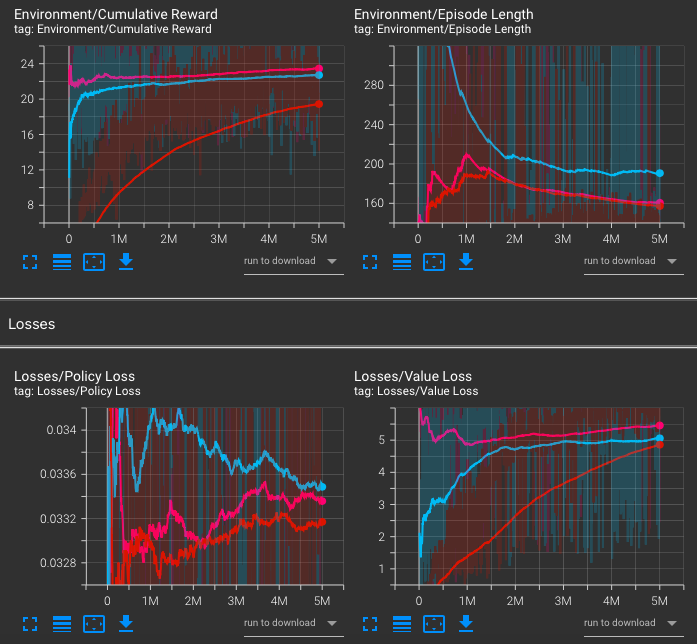 Environment/Cumulative Reward
tag: Environment/Cumulative Reward
24
20
16
12
8
0 1M 2M 3M 4M 5M
run to download
Environment/Episode Length
tag: Environment/Episode Length
280
240
200
160
0 1M 2M 3M 4M 5M
run to download
Losses
Losses/Policy Loss
tag: Losses/Policy Loss
0.034
0.0336
0.0332
0.0328
0 1M 2M 3M 4M 5M
run to download
Losses/Value Loss
tag: Losses/Value Loss
5
4
3
2
1
0 1M 2M 3M 4M 5M
run to download